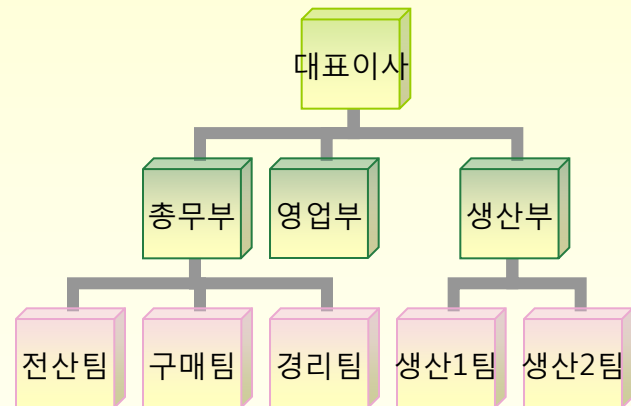 대표이사
총무부
영업부
생산부
전산팀
구매팀
경리팀
생산1팀
생산2팀